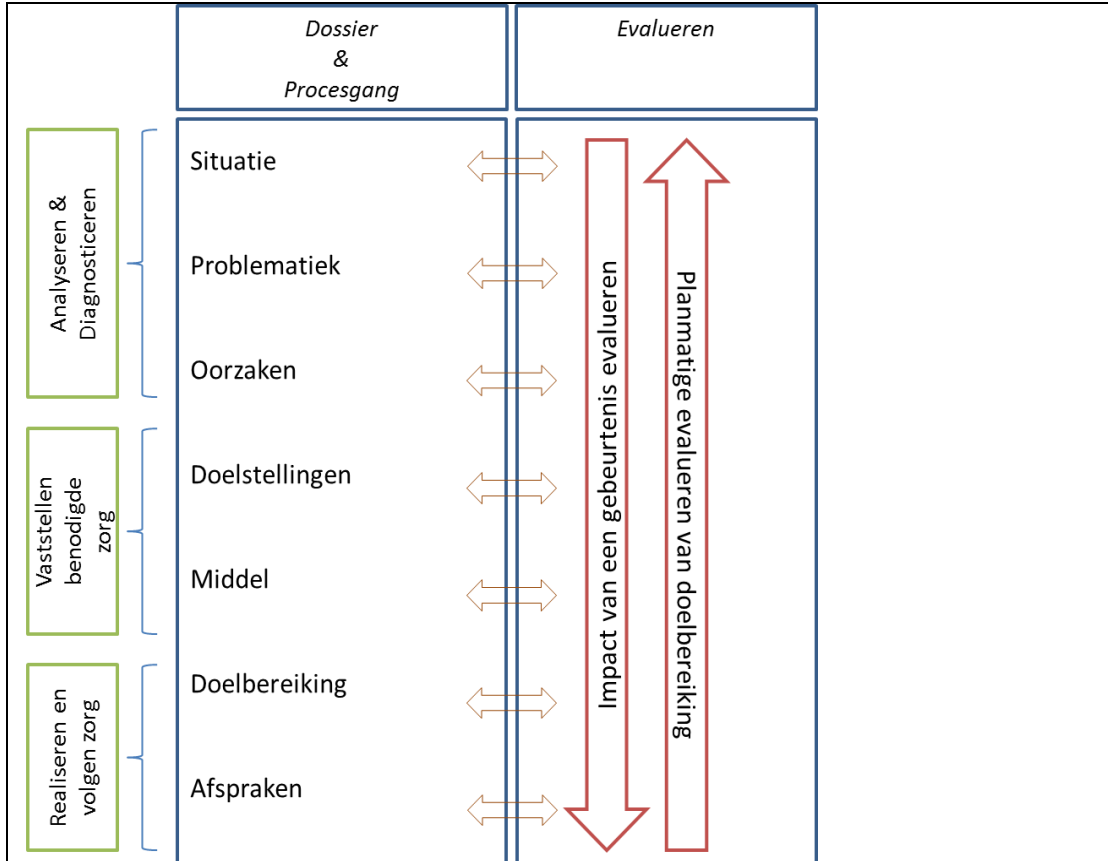 Dossier
&
Procesgang
Evalueren
Analyseren &
Diagnosticeren
Situatie
Problematiek
Oorzaken
Vaststellen
benodigde
zorg
Doelstellingen
Middel
Realiseren en
volgen zorg
Doelbereiking
Afspraken
Impact van een gebeurtenis evalueren
Planmatige evalueren van doelbereiking